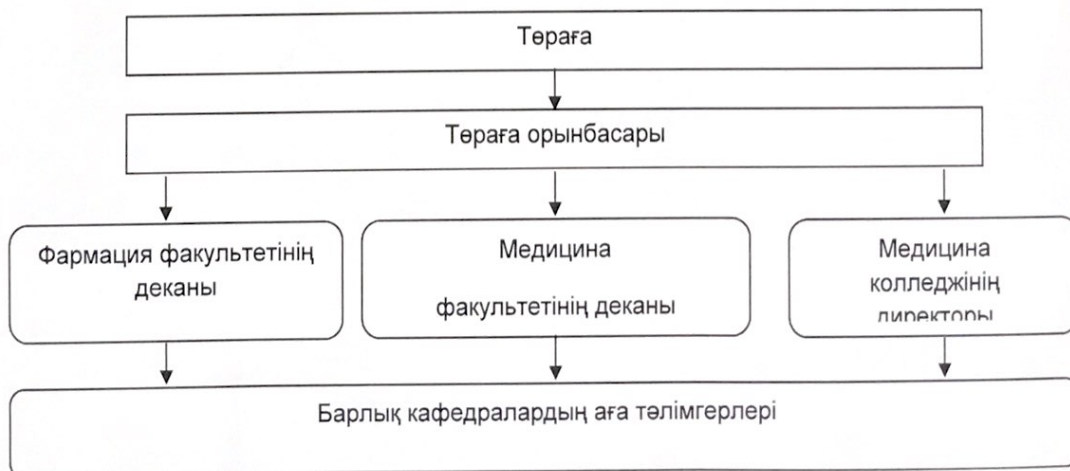 Төраға
Төраға орынбасары
Фармация факультетінің
деканы
Медицина
факультетінің деканы
Медицина
колледжінің
директоры
Барлық кафедралардың аға тәлімгерлері